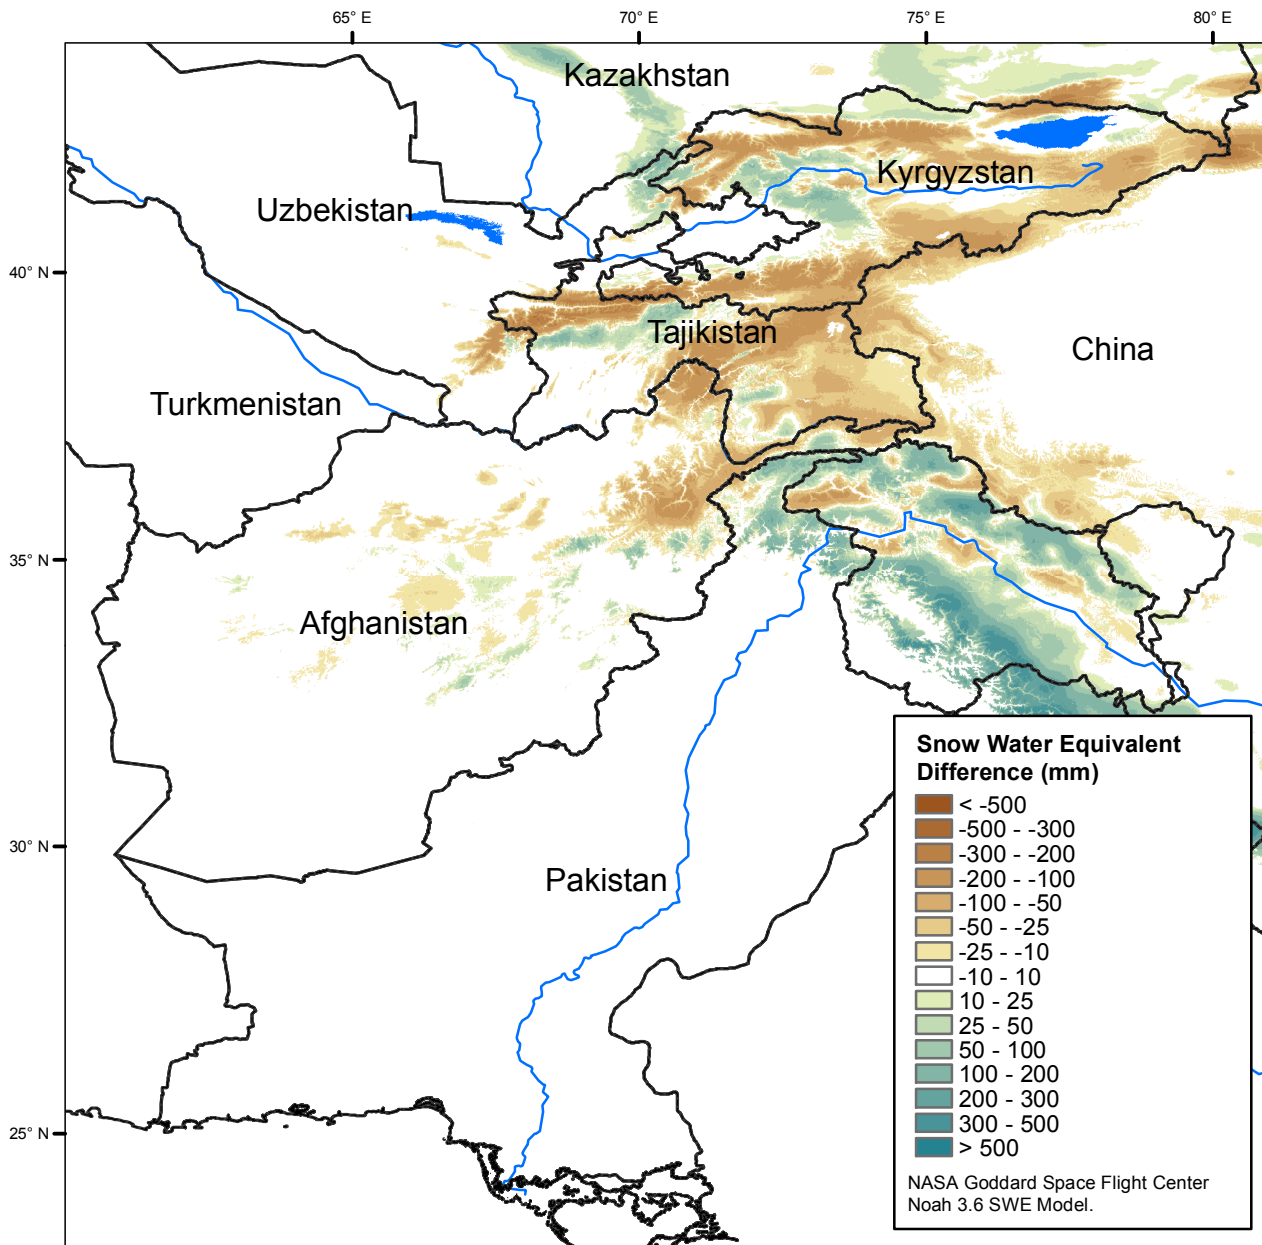 65° E
70° E
75° E
80° E
Kazakhstan
Kyrgyzstan
Uzbekistan
40° N
Tajikistan
China
Turkmenistan
35° N
Afghanistan
30° N
Pakistan
25° N
Snow Water Equivalent
Difference (mm)
< -500
-500 - -300
-300 - -200
-200 - -100
-100 - -50
-50 - -25
-25 - -10
-10 - 10
10 - 25
25 - 50
50 - 100
100 - 200
200 - 300
300 - 500
> 500
NASA Goddard Space Flight Center
Noah 3.6 SWE Model.